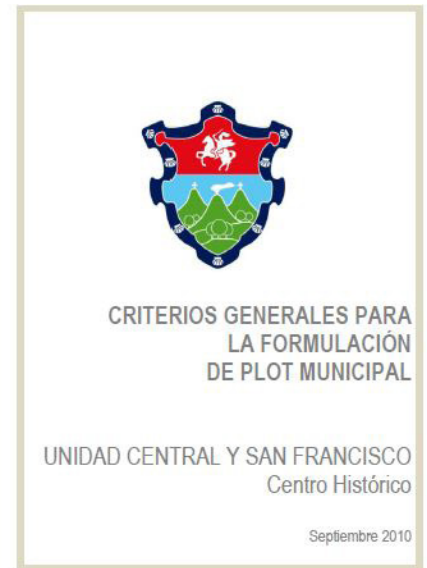 CRITERIOS GENERALES PARA
LA FORMULACIÓN
DE PLOT MUNICIPAL
UNIDAD CENTRAL Y SAN FRANCISCO
Centro Histórico
Septiembre 2010